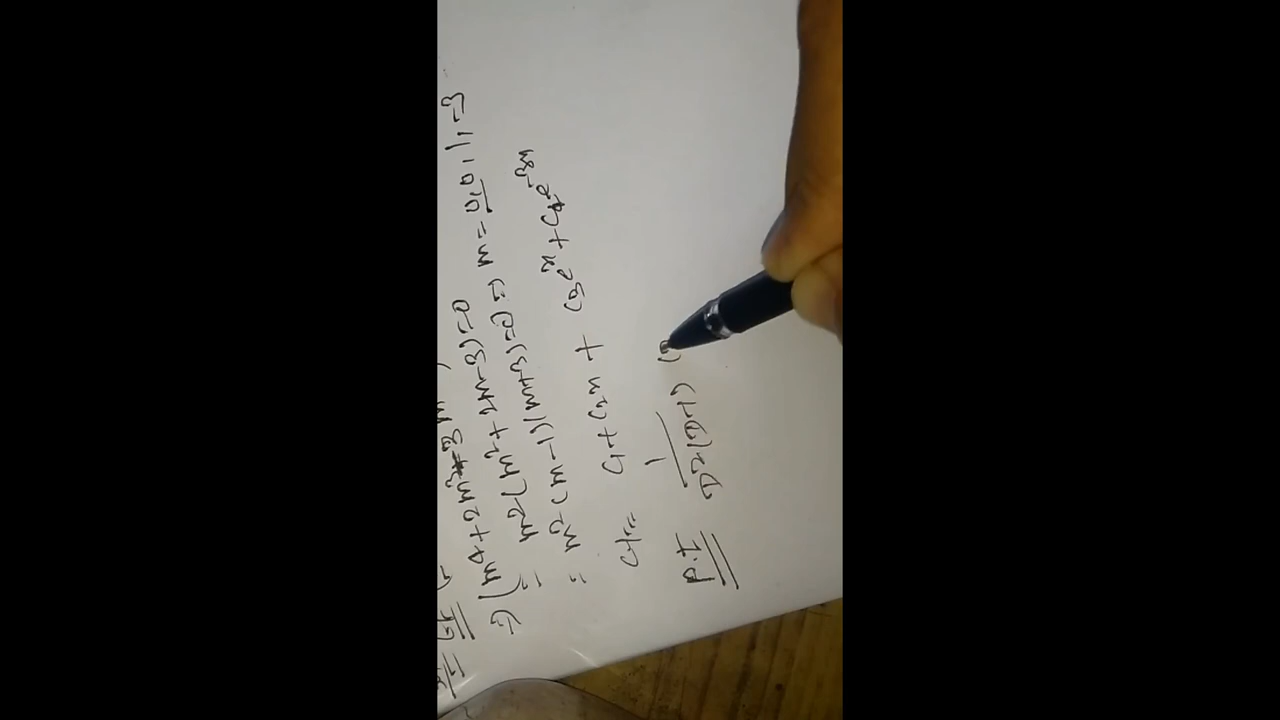 ⇒ (m⁴ + 2m³ - 3m²
= m²(m² + 2m - 3) = 0
= m²(m-1)(m+3) = 0 ⇒ m = 0,0,1,-3
C.F = C₁ + C₂x + C₃eˣ + C₄e⁻³ˣ
P.I 1
D²(D-1) (